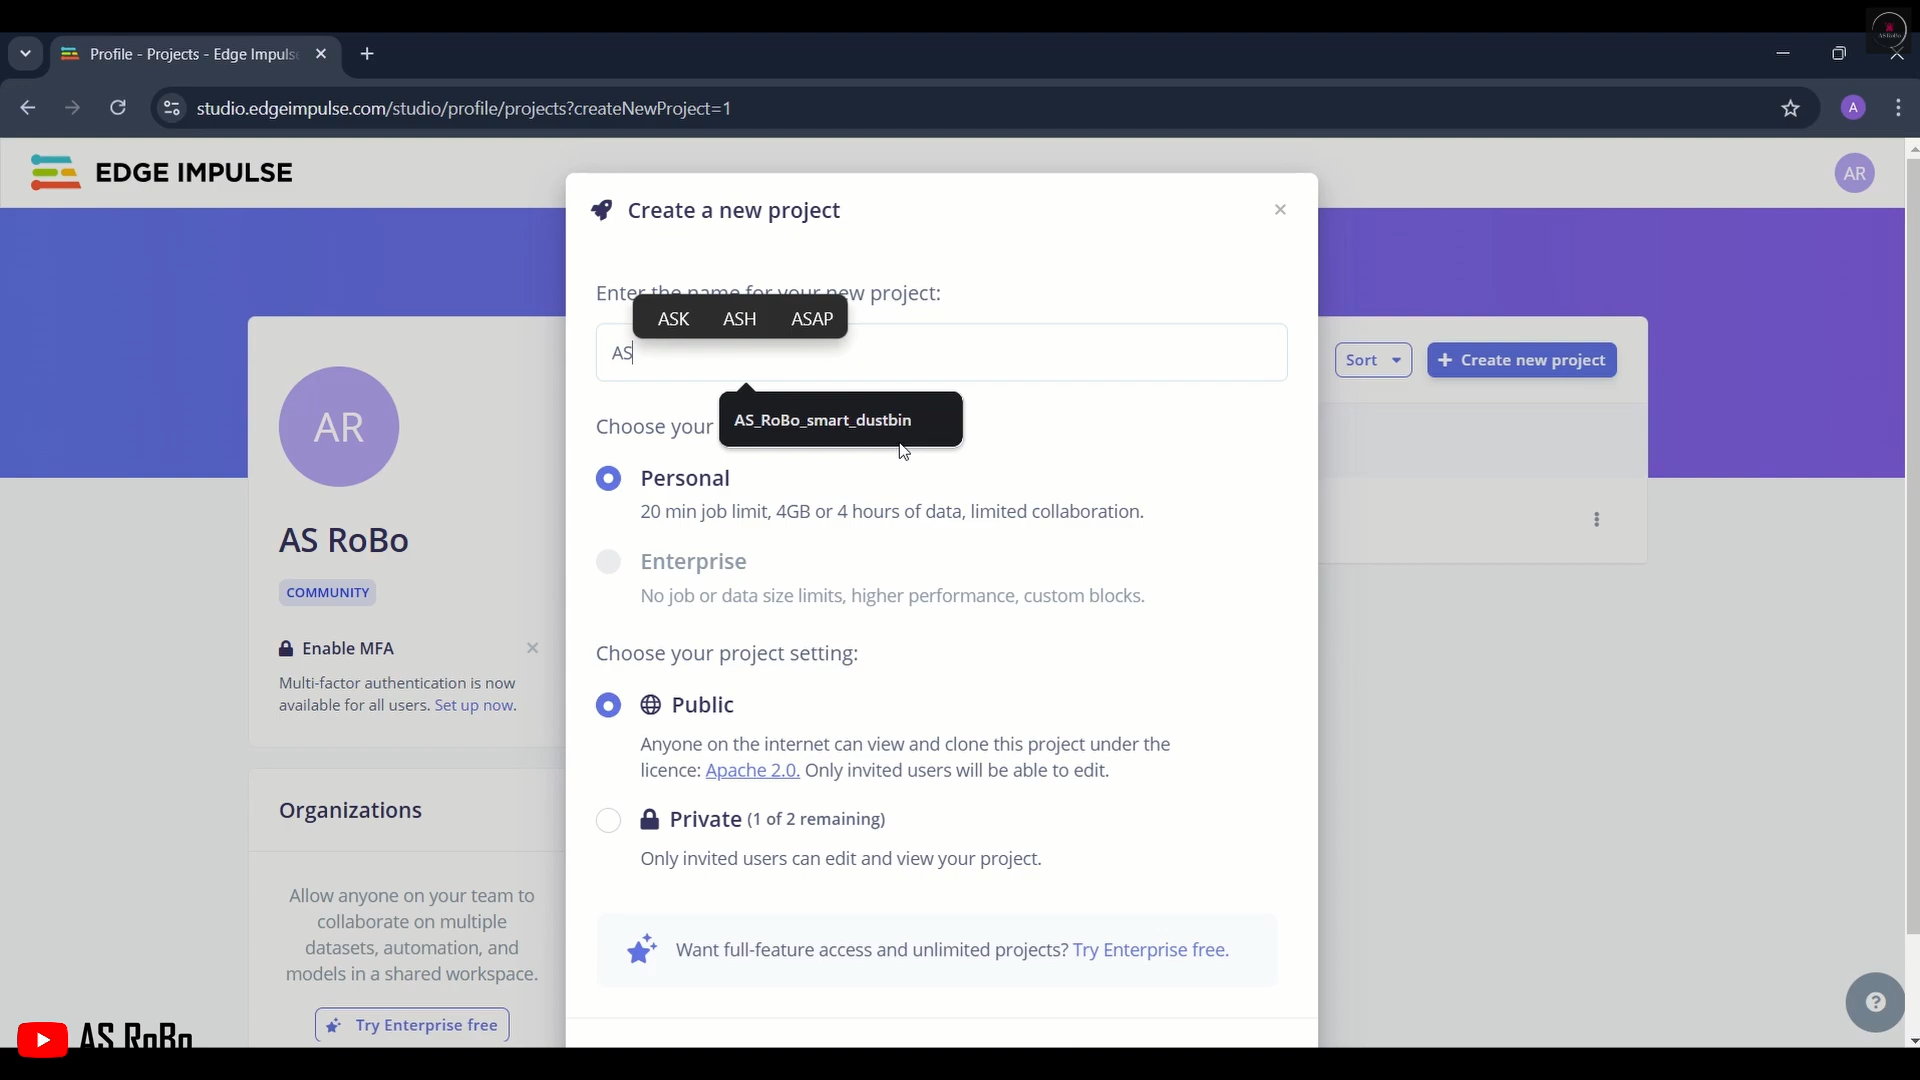 Profile - Projects - Edge Impuls
studio.edgeimpulse.com/studio/profile/projects?createNewProject=1
A
EDGE IMPULSE
AR
Create a new project
Enter the name for your new project:
ASK ASH ASAP
AS
AS_RoBo_smart_dustbin
Sort
Create new project
Choose your
Personal
20 min job limit, 4GB or 4 hours of data, limited collaboration.
Enterprise
No job or data size limits, higher performance, custom blocks.
Choose your project setting:
Public
Anyone on the internet can view and clone this project under the
licence: Apache 2.0. Only invited users will be able to edit.
Private (1 of 2 remaining)
Only invited users can edit and view your project.
Want full-feature access and unlimited projects? Try Enterprise free.
AR
AS RoBo
COMMUNITY
Enable MFA
Multi-factor authentication is now
available for all users. Set up now.
Organizations
Allow anyone on your team to
collaborate on multiple
datasets, automation, and
models in a shared workspace.
Try Enterprise free
AS RoBo